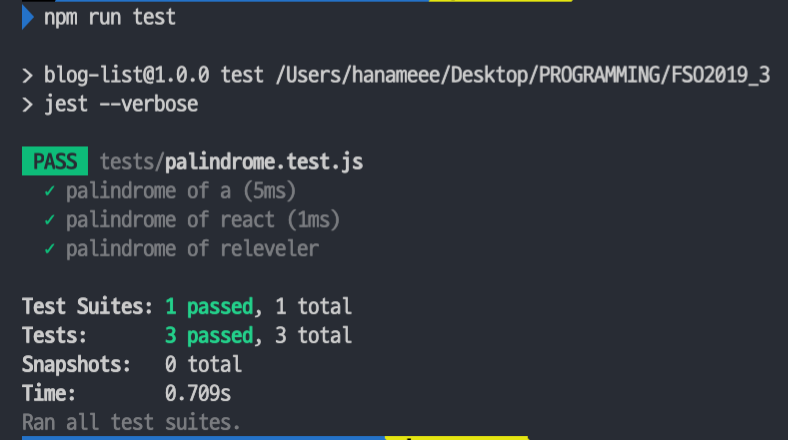 npm run test
> blog-list@1.0.0 test /Users/hanameee/Desktop/PROGRAMMING/FSO2019_3
> jest --verbose
PASS tests/palindrome.test.js
✓ palindrome of a (5ms)
✓ palindrome of react (1ms)
✓ palindrome of releveler
Test Suites: 1 passed, 1 total
Tests: 3 passed, 3 total
Snapshots: 0 total
Time: 0.709s
Ran all test suites.